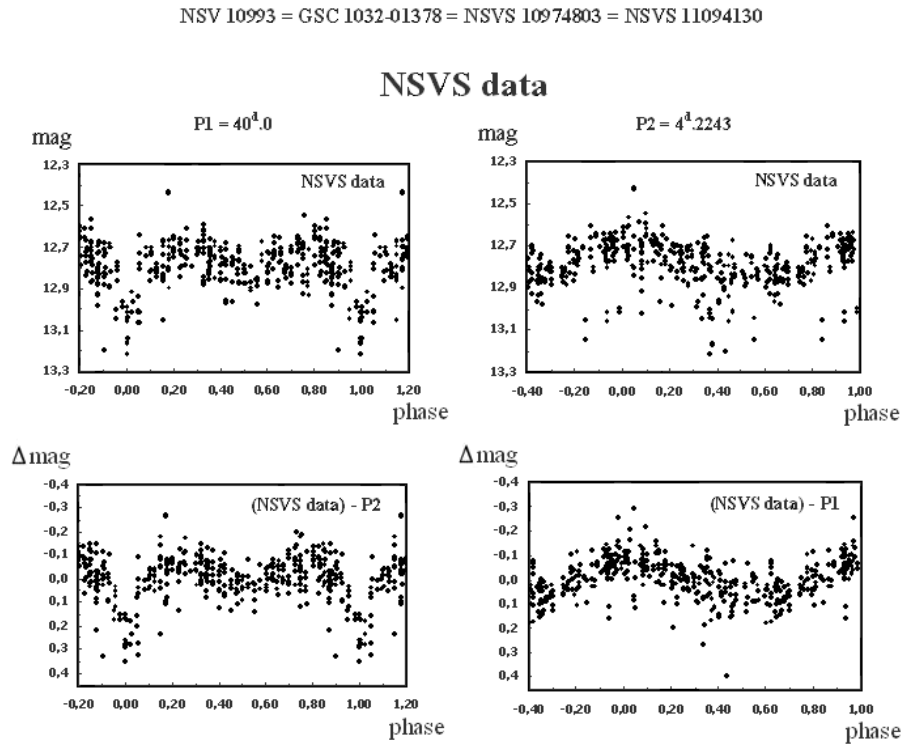 NSV 10993 = GSC 1032-01378 = NSVS 10974803 = NSVS 11094130
NSVS data
mag
P1 = 40ᵈ.0
12,3
12,5
12,7
12,9
13,1
13,3
NSVS data
-0,20 0,00 0,20 0,40 0,60 0,80 1,00 1,20
phase
mag
P2 = 4ᵈ.2243
12,3
12,5
12,7
12,9
13,1
13,3
NSVS data
-0,40 -0,20 0,00 0,20 0,40 0,60 0,80 1,00
phase
Δ mag
-0,4
-0,3
-0,2
-0,1
0,0
0,1
0,2
0,3
0,4
(NSVS data) - P2
-0,20 0,00 0,20 0,40 0,60 0,80 1,00 1,20
phase
Δ mag
-0,4
-0,3
-0,2
-0,1
0,0
0,1
0,2
0,3
0,4
(NSVS data) - P1
-0,40 -0,20 0,00 0,20 0,40 0,60 0,80 1,00
phase